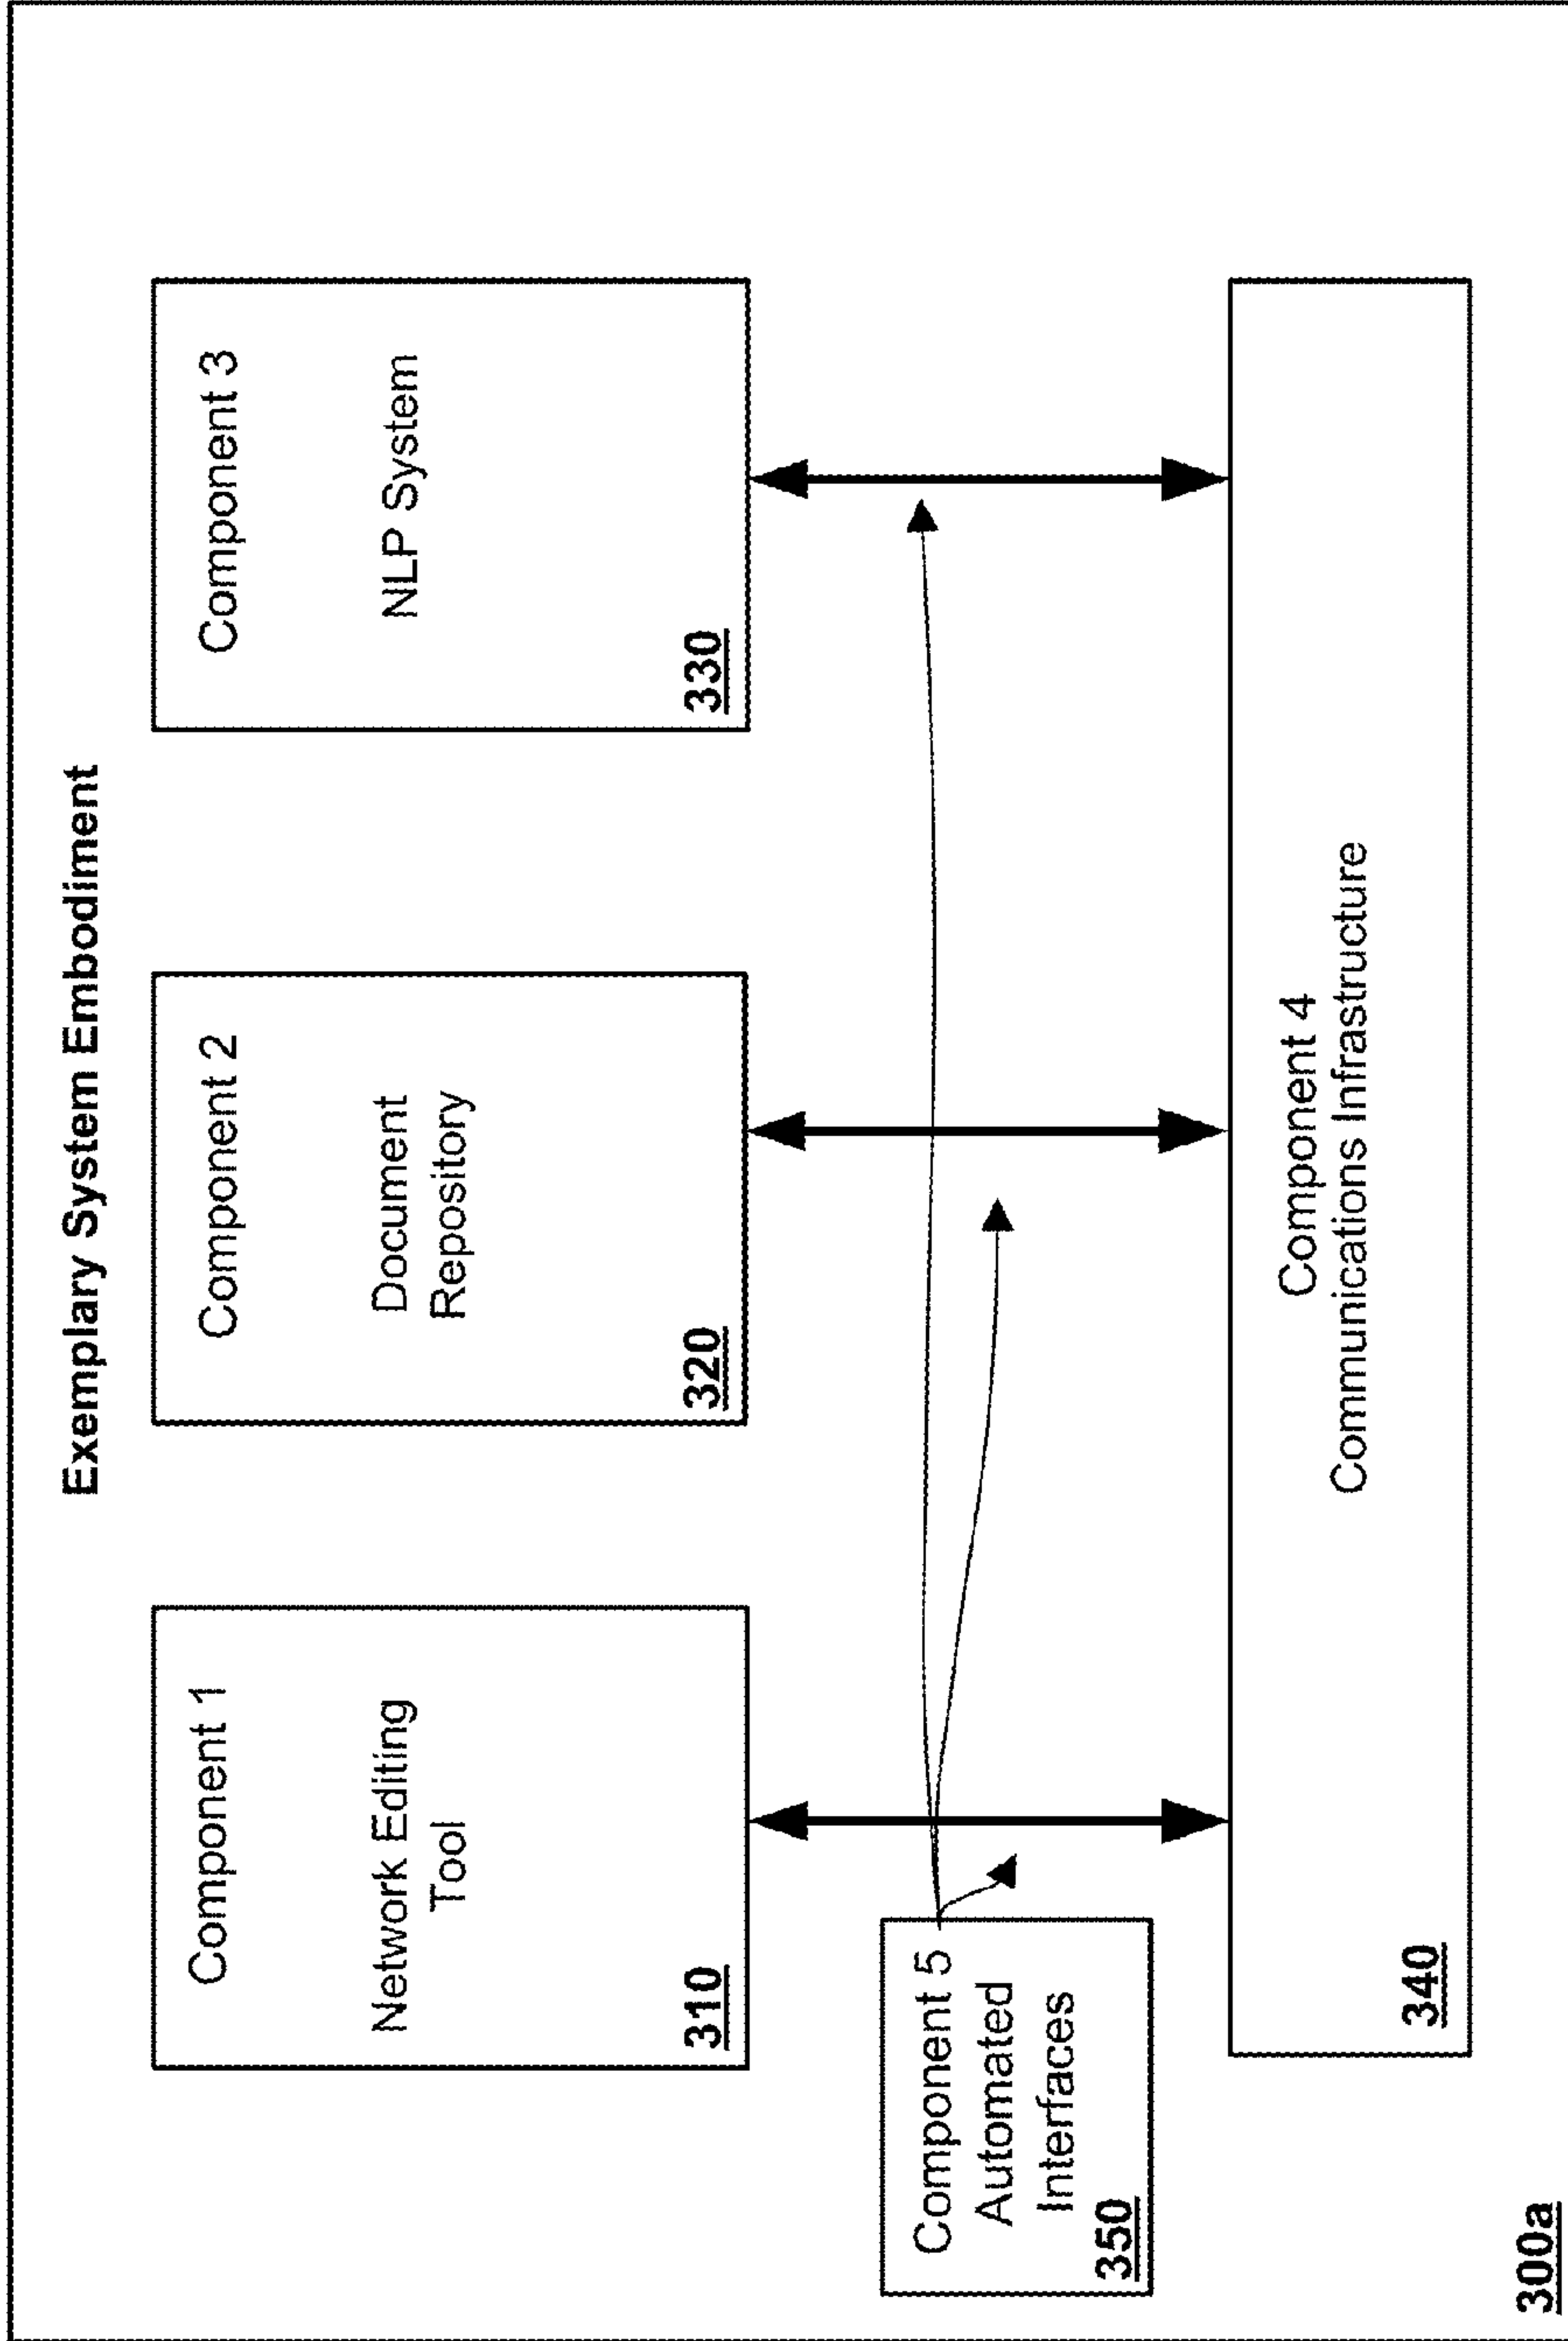 Exemplary System Embodiment
Component 1
Network Editing
Tool
310
Component 2
Document
Repository
320
Component 3
NLP System
330
Component 5
Automated
Interfaces
350
Component 4
Communications Infrastructure
340
300a